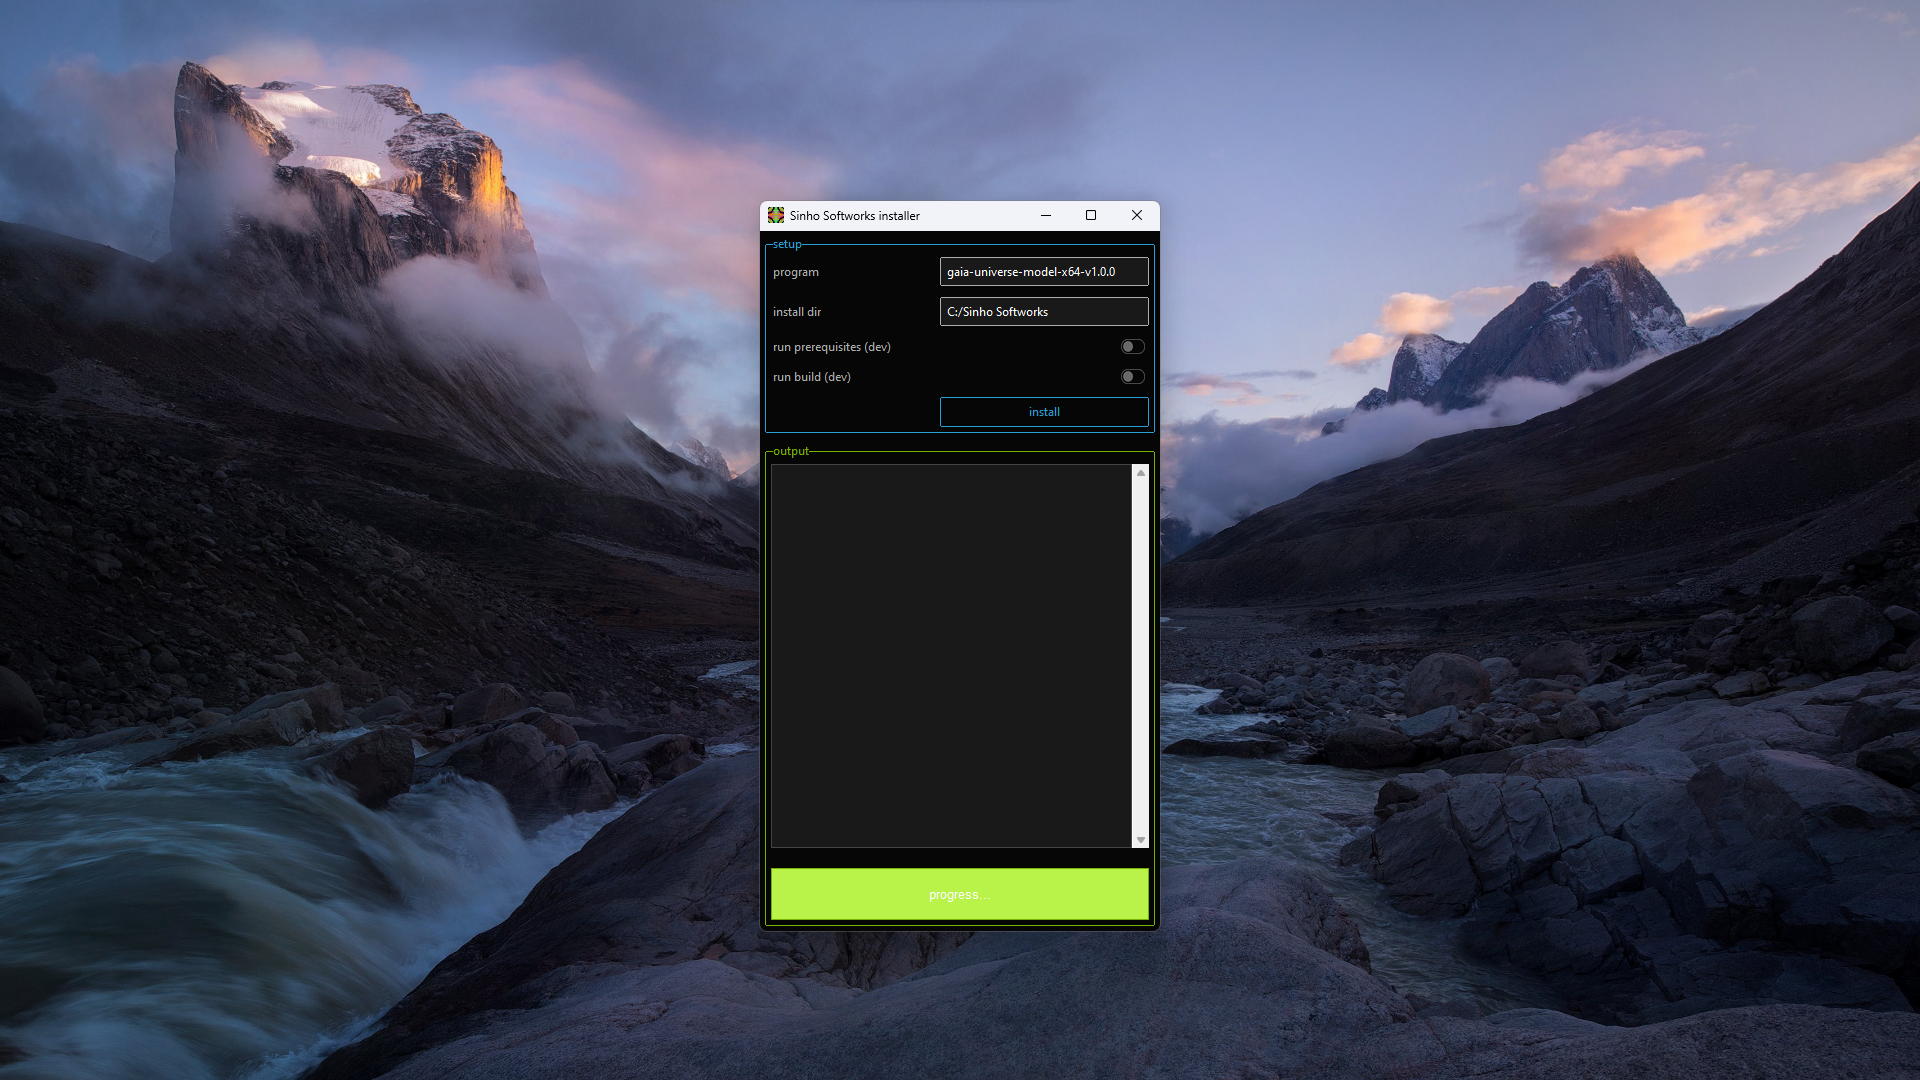 Sinho Softworks installer
setup
program
gaia-universe-model-x64-v1.0.0
install dir
C:/Sinho Softworks
run prerequisites (dev)
run build (dev)
install
output
progress...